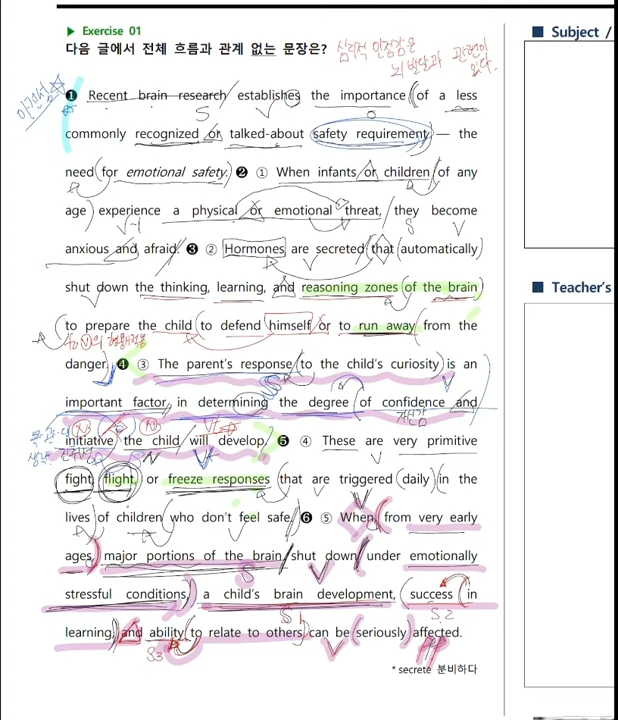 ▶ Exercise 01
다음 글에서 전체 흐름과 관계 없는 문장은?
심리적 안정감은
뇌 발달과 관련이
있다.
안전성
❶ Recent brain research establishes the importance of a less
commonly recognized or talked-about safety requirement — the
need for emotional safety. ❷ ① When infants or children of any
age experience a physical or emotional threat, they become
anxious and afraid. ❸ ② Hormones are secreted that automatically
shut down the thinking, learning, and reasoning zones of the brain
to prepare the child to defend himself or to run away from the
danger. ❹ ③ The parent's response to the child's curiosity is an
important factor in determining the degree of confidence and
자신감
initiative the child will develop. ❺ ④ These are very primitive
fight, flight, or freeze responses that are triggered daily in the
lives of children who don't feel safe. ❻ ⑤ When, from very early
ages, major portions of the brain shut down under emotionally
stressful conditions, a child's brain development, success in
S2
learning, and ability to relate to others can be seriously affected.
S3
* secrete 분비하다
■ Subject /
■ Teacher's